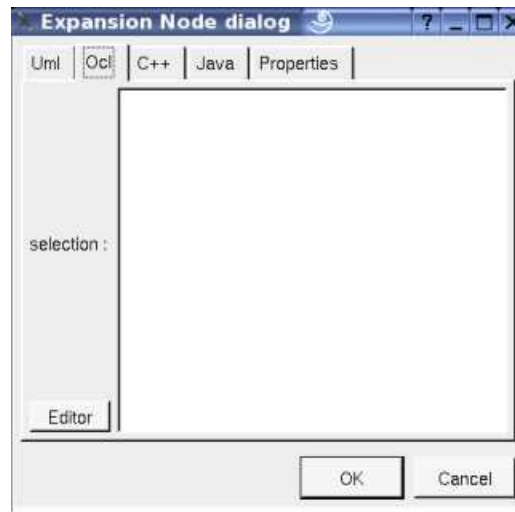 Expansion Node dialog
Uml Ocl C++ Java Properties
selection :
Editor
OK Cancel